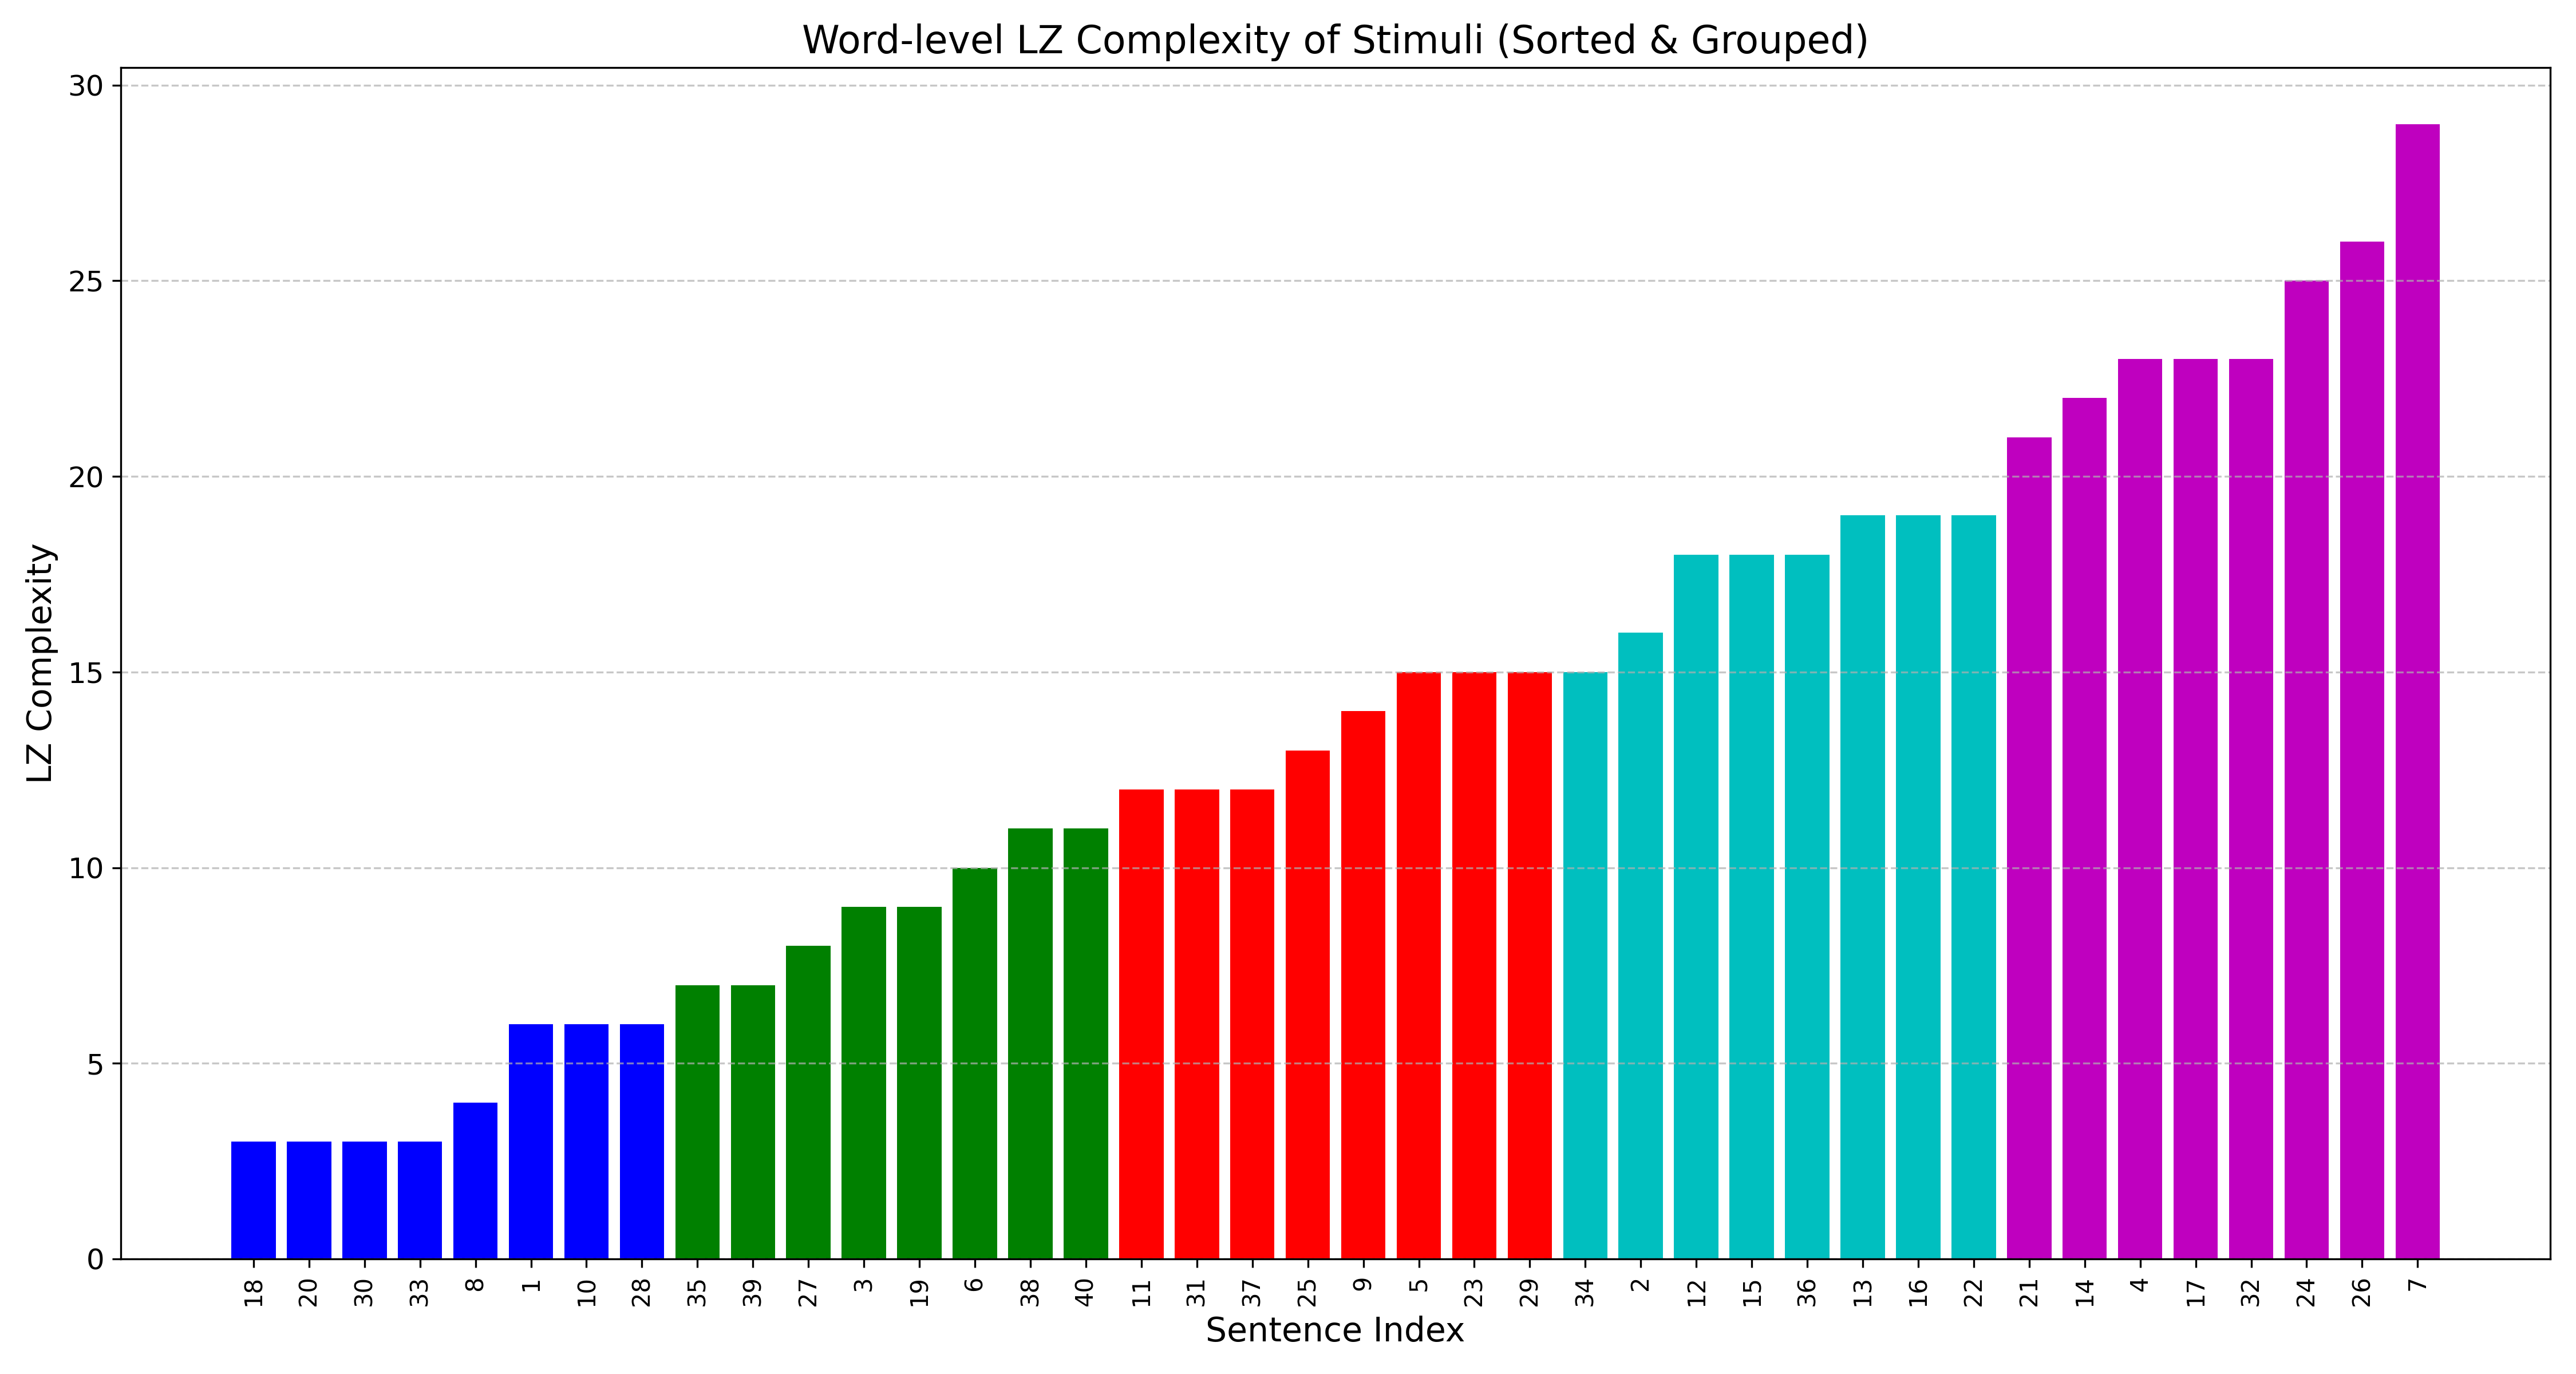 Word-level LZ Complexity of Stimuli (Sorted & Grouped)
LZ Complexity
30
25
20
15
10
5
0
18 20 30 33 8 1 10 28 35 39 27 3 19 6 38 40 11 31 37 25 9 5 23 29 34 2 12 15 36 13 16 22 21 14 4 17 32 24 26 7
Sentence Index